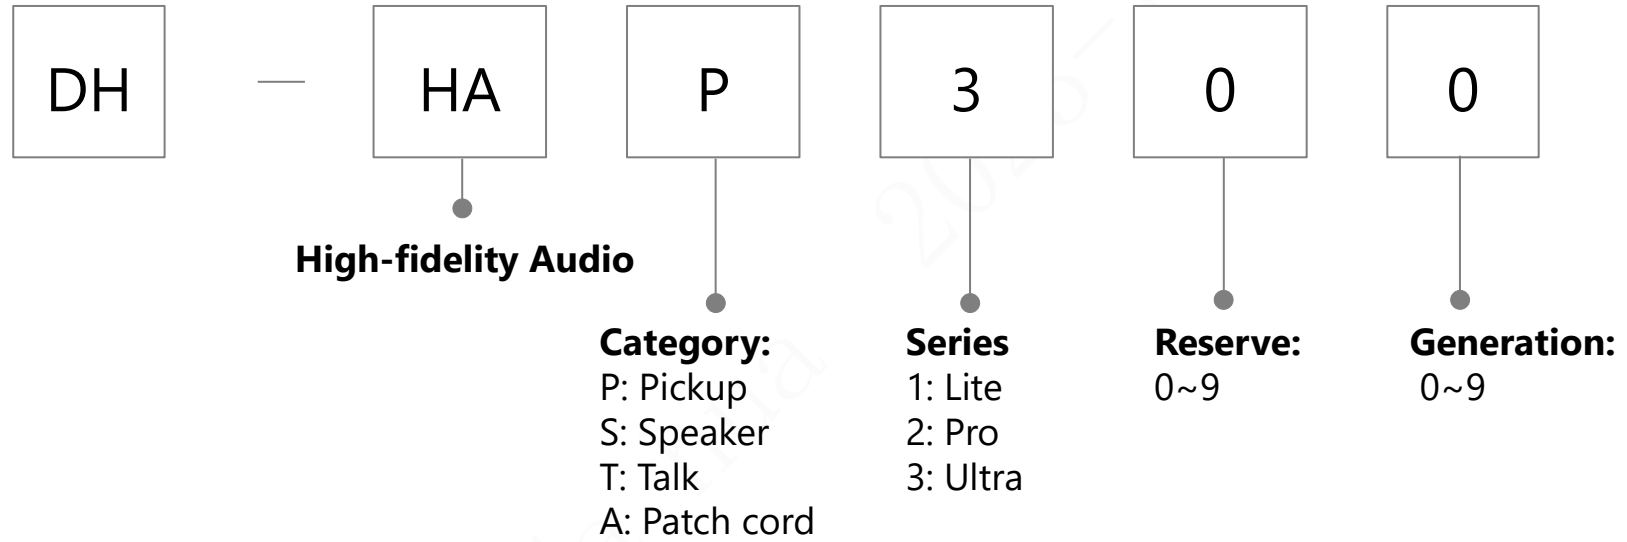 DH — HA P 3 0 0
High-fidelity Audio
Category:
P: Pickup
S: Speaker
T: Talk
A: Patch cord
Series
1: Lite
2: Pro
3: Ultra
Reserve:
0~9
Generation:
0~9